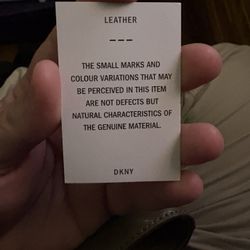 LEATHER
THE SMALL MARKS AND
COLOUR VARIATIONS THAT MAY
BE PERCEIVED IN THIS ITEM
ARE NOT DEFECTS BUT
NATURAL CHARACTERISTICS OF
THE GENUINE MATERIAL.
DKNY